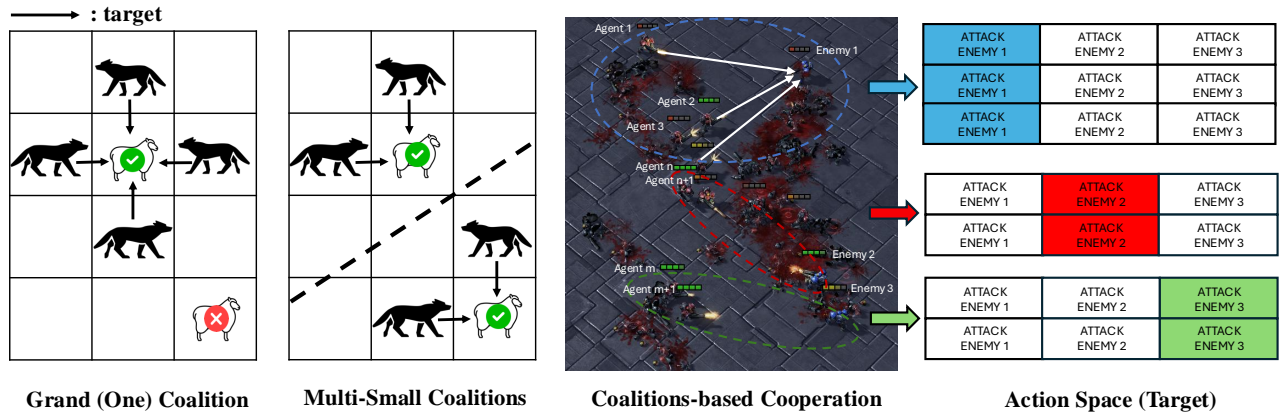 : target
Agent 1
Enemy 1
Agent 2
Agent 3
Agent n
Agent n+1
Enemy 2
Agent m
Agent m+1
Enemy 3
ATTACK ENEMY 1
ATTACK ENEMY 2
ATTACK ENEMY 3
ATTACK ENEMY 1
ATTACK ENEMY 2
ATTACK ENEMY 3
ATTACK ENEMY 1
ATTACK ENEMY 2
ATTACK ENEMY 3
ATTACK ENEMY 1
ATTACK ENEMY 2
ATTACK ENEMY 3
ATTACK ENEMY 1
ATTACK ENEMY 2
ATTACK ENEMY 3
ATTACK ENEMY 1
ATTACK ENEMY 2
ATTACK ENEMY 3
ATTACK ENEMY 1
ATTACK ENEMY 2
ATTACK ENEMY 3
Grand (One) Coalition
Multi-Small Coalitions
Coalitions-based Cooperation
Action Space (Target)